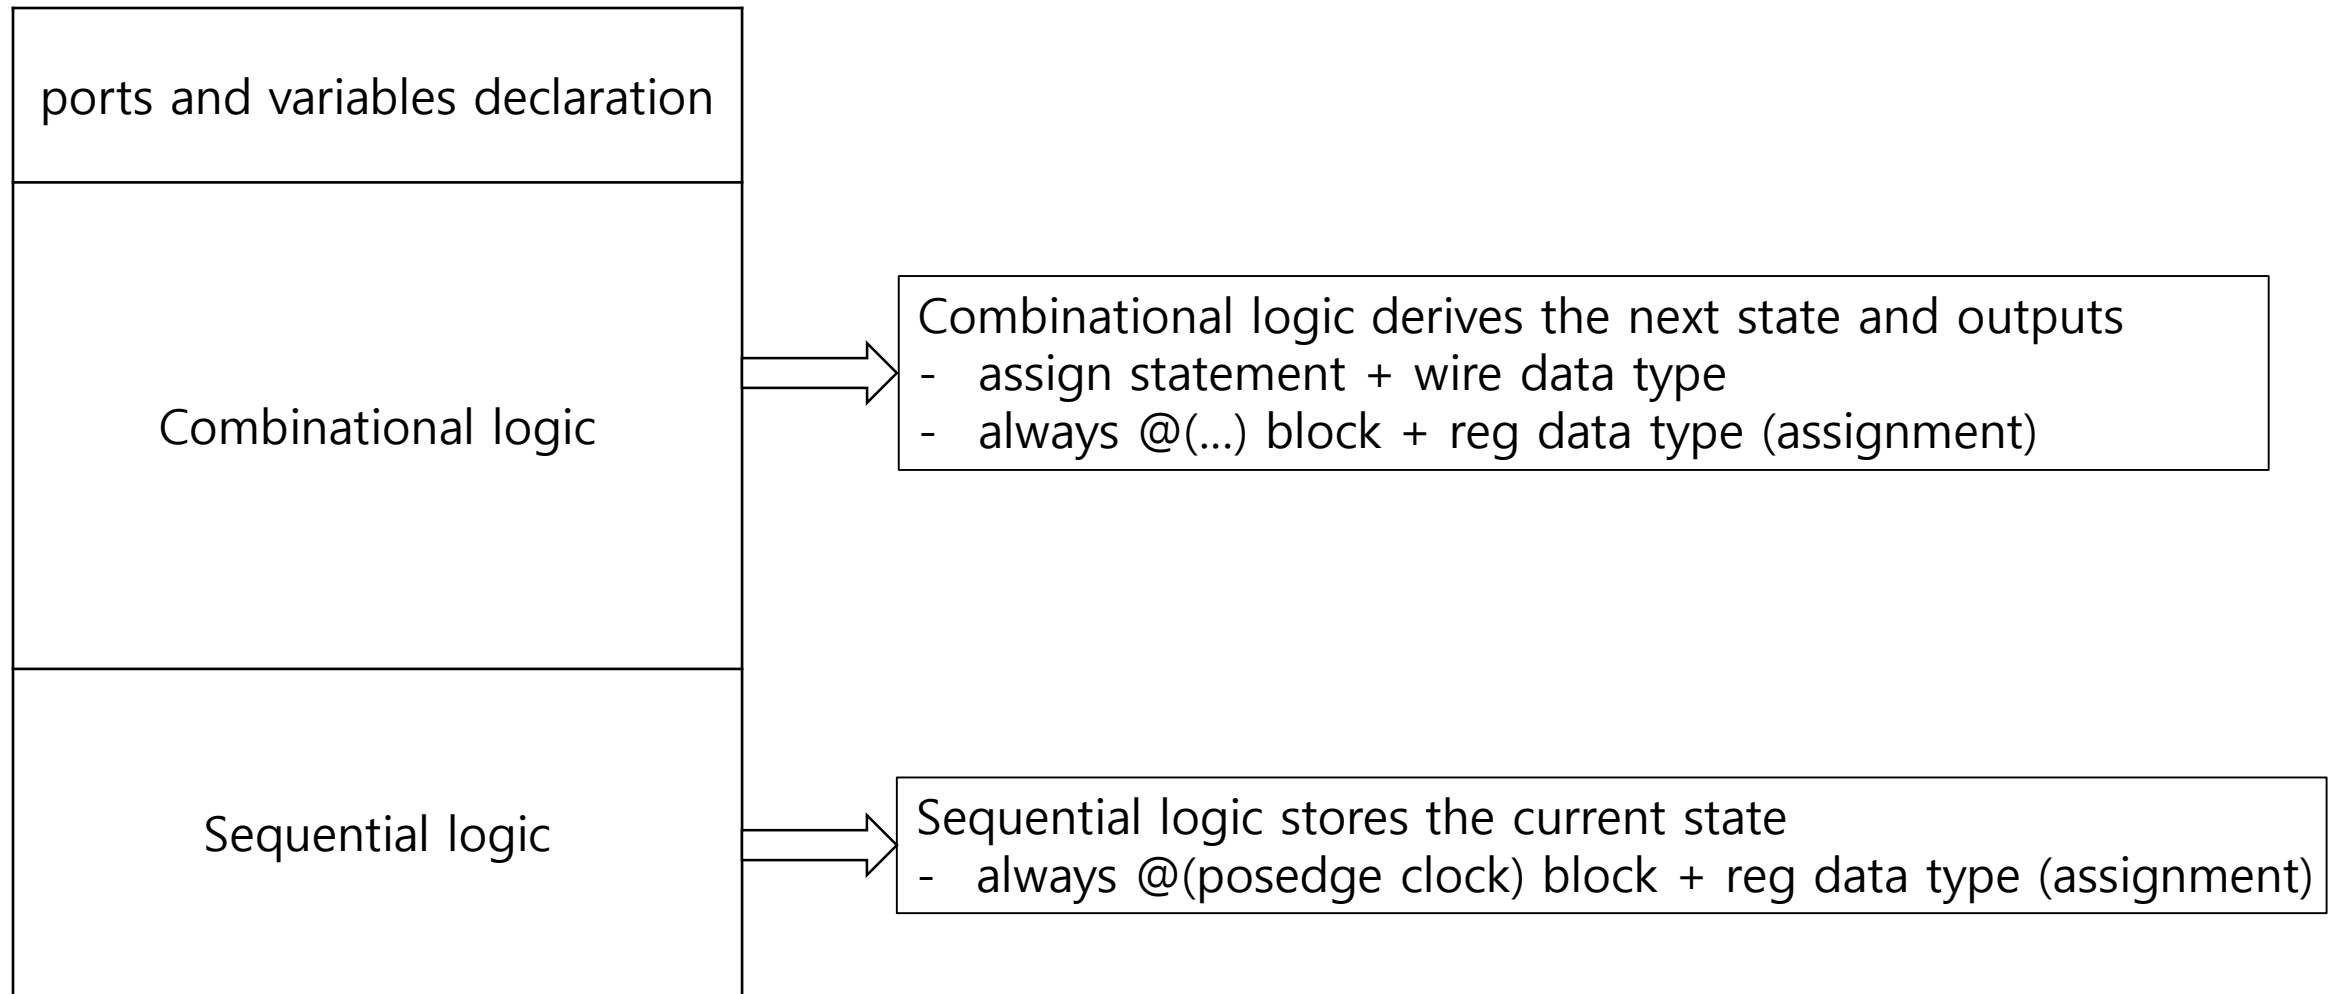 ports and variables declaration
Combinational logic
Combinational logic derives the next state and outputs
- assign statement + wire data type
- always @(...) block + reg data type (assignment)
Sequential logic
Sequential logic stores the current state
- always @(posedge clock) block + reg data type (assignment)